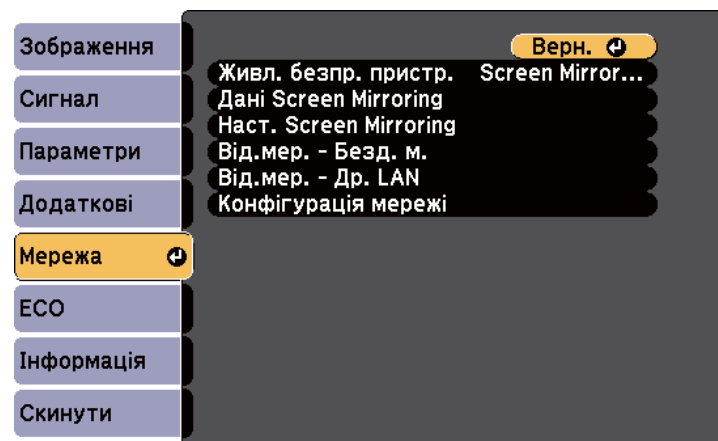 Зображення
Сигнал
Параметри
Додаткові
Мережа
ECO
Інформація
Скинути
Верн.
Живл. безпр. пристр. Screen Mirror...
Дані Screen Mirroring
Наст. Screen Mirroring
Від.мер. - Безд. м.
Від.мер. - Др. LAN
Конфігурація мережі